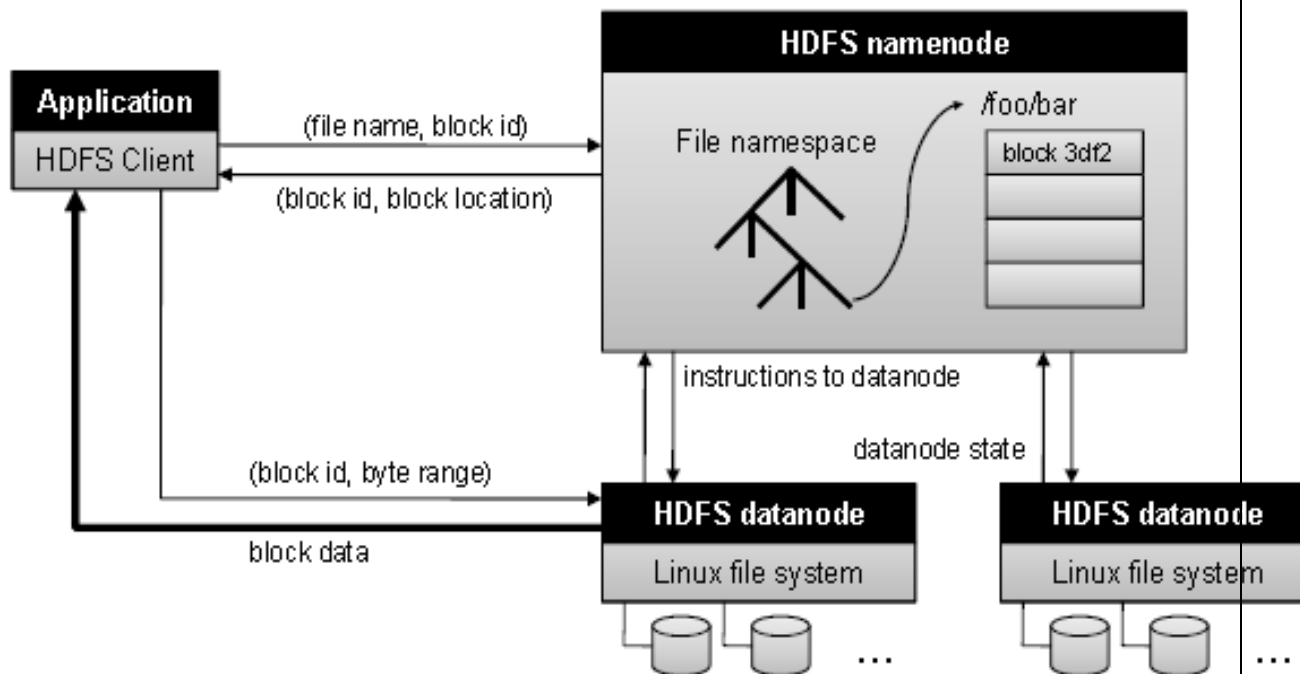 HDFS namenode
Application
HDFS Client
(file name, block id)
(block id, block location)
File namespace
/foo/bar
block 3df2
instructions to datanode
datanode state
(block id, byte range)
block data
HDFS datanode
Linux file system
...
HDFS datanode
Linux file system
...